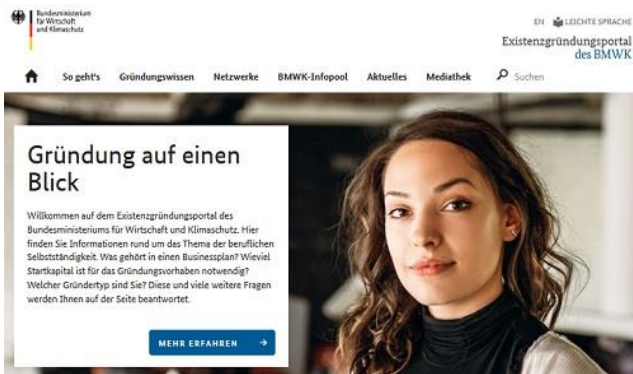 Bundesministerium
für Wirtschaft
und Klimaschutz
EN LEICHTE SPRACHE
Existenzgründungsportal
des BMWK
So geht's Gründungswissen Netzwerke BMWK-Infopool Aktuelles Mediathek Suchen
Gründung auf einen
Blick
Willkommen auf dem Existenzgründungsportal des
Bundesministeriums für Wirtschaft und Klimaschutz. Hier
finden Sie Informationen rund um das Thema der beruflichen
Selbstständigkeit. Was gehört in einen Businessplan? Wieviel
Startkapital ist für das Gründungsvorhaben notwendig?
Welcher Gründertyp sind Sie? Diese und viele weitere Fragen
werden Ihnen auf der Seite beantwortet.
MEHR ERFAHREN